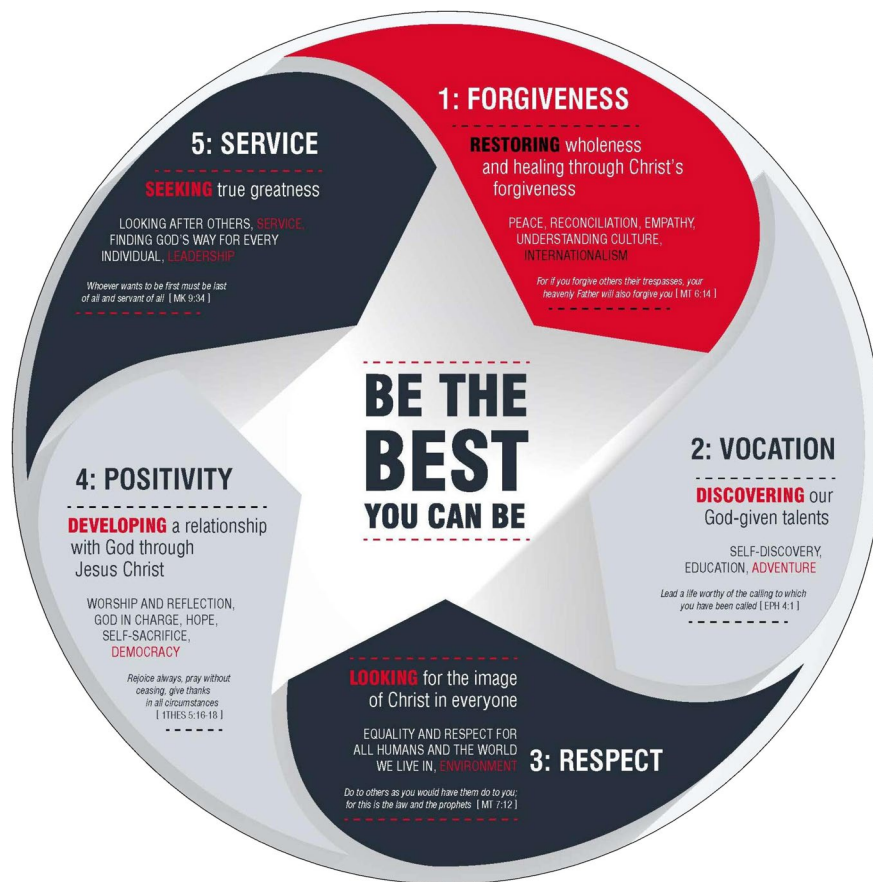 1: FORGIVENESS
RESTORING wholeness
and healing through Christ's
forgiveness
PEACE, RECONCILIATION, EMPATHY,
UNDERSTANDING CULTURE,
INTERNATIONALISM
For if you forgive others their trespasses, your
heavenly Father will also forgive you [ MT 6:14 ]
2: VOCATION
DISCOVERING our
God-given talents
SELF-DISCOVERY,
EDUCATION, ADVENTURE
Lead a life worthy of the calling to which
you have been called [ EPH 4:1 ]
3: RESPECT
LOOKING for the image
of Christ in everyone
EQUALITY AND RESPECT FOR
ALL HUMANS AND THE WORLD
WE LIVE IN, ENVIRONMENT
Do to others as you would have them do to you;
for this is the law and the prophets [ MT 7:12 ]
4: POSITIVITY
DEVELOPING a relationship
with God through
Jesus Christ
WORSHIP AND REFLECTION,
GOD IN CHARGE, HOPE,
SELF-SACRIFICE,
DEMOCRACY
Rejoice always, pray without
ceasing, give thanks
in all circumstances
[ 1THES 5:16-18 ]
5: SERVICE
SEEKING true greatness
LOOKING AFTER OTHERS, SERVICE,
FINDING GOD'S WAY FOR EVERY
INDIVIDUAL, LEADERSHIP
Whoever wants to be first must be last
of all and servant of all [ MK 9:34 ]
BE THE
BEST
YOU CAN BE